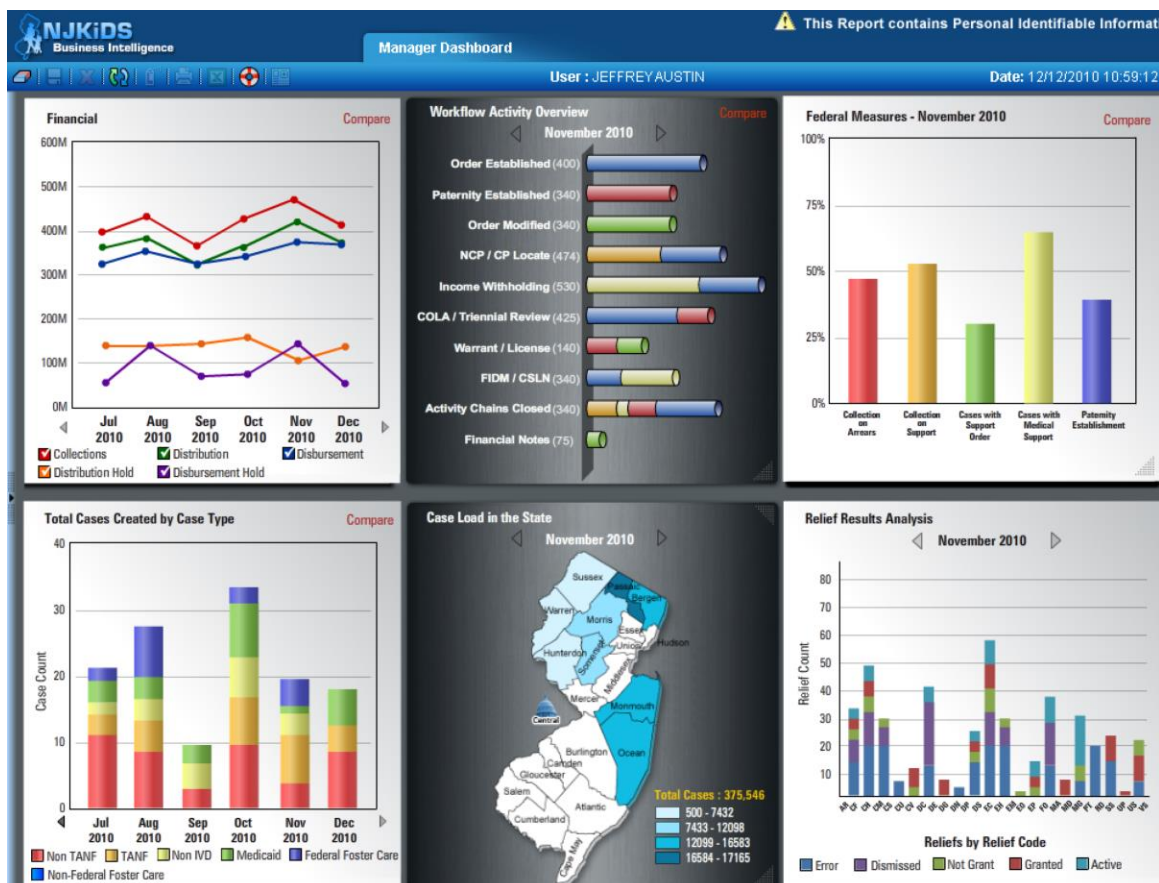 NJKiDS
Business Intelligence
Manager Dashboard
This Report contains Personal Identifiable Informat
User : JEFFREYAUSTIN
Date: 12/12/2010 10:59:12
Financial
Compare
600M
500M
400M
300M
200M
100M
0M
Jul Aug Sep Oct Nov Dec
2010 2010 2010 2010 2010 2010
Collections Distribution Disbursement
Distribution Hold Disbursement Hold
Workflow Activity Overview
Compare
November 2010
Order Established (400)
Paternity Established (340)
Order Modified (340)
NCP / CP Locate (474)
Income Withholding (530)
COLA / Triennial Review (425)
Warrant / License (140)
FIDM / CSLN (340)
Activity Chains Closed (340)
Financial Notes (75)
Federal Measures - November 2010
Compare
100%
75%
50%
25%
0%
Collection on Arrears
Collection on Support
Cases with Support Order
Cases with Medical Support
Paternity Establishment
Total Cases Created by Case Type
Compare
Case Count
40
30
20
10
0
Jul Aug Sep Oct Nov Dec
2010 2010 2010 2010 2010 2010
Non TANF TANF Non IVD Medicaid Federal Foster Care
Non-Federal Foster Care
Case Load in the State
November 2010
Sussex
Passaic
Bergen
Warren
Morris
Essex
Hudson
Union
Hunterdon
Somerset
Middlesex
Mercer
Monmouth
Central
Burlington
Ocean
Camden
Gloucester
Salem
Atlantic
Cumberland
Cape May
Total Cases : 375,546
500 - 7432
7433 - 12098
12099 - 16583
16584 - 17165
Relief Results Analysis
November 2010
Relief Count
80
70
60
50
40
30
20
10
Reliefs by Relief Code
Error Dismissed Not Grant Granted Active